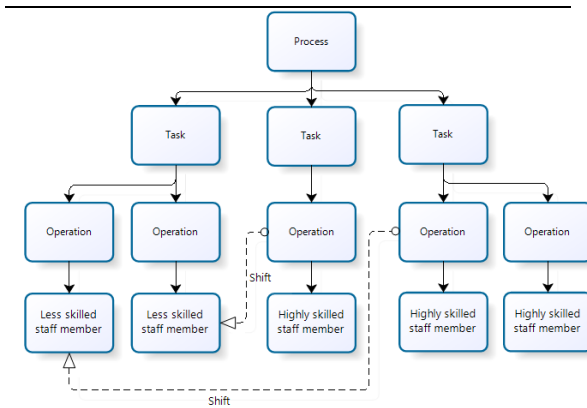 Process
Task
Task
Task
Operation
Operation
Operation
Operation
Operation
Shift
Less skilled
staff member
Less skilled
staff member
Highly skilled
staff member
Highly skilled
staff member
Highly skilled
staff member
Shift